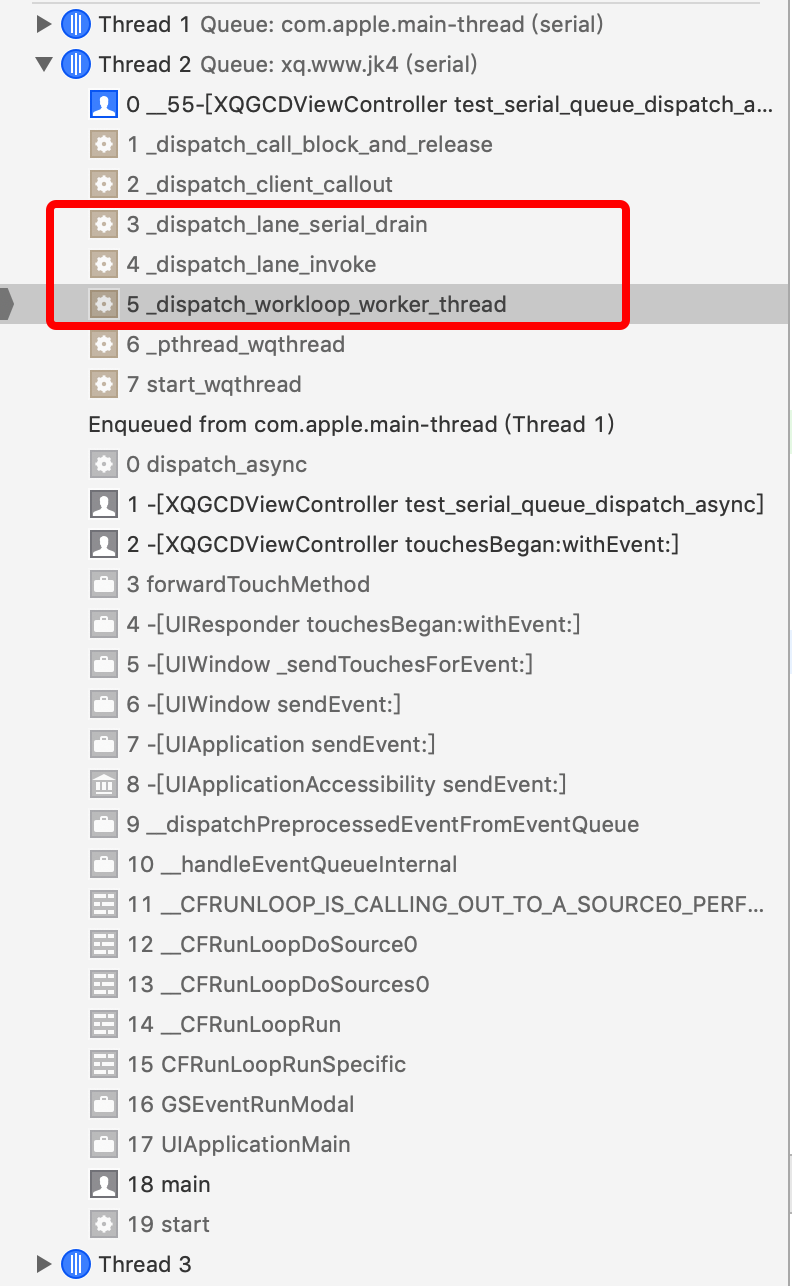 Thread 1 Queue: com.apple.main-thread (serial)
Thread 2 Queue: xq.www.jk4 (serial)
0 __55-[XQGCDViewController test_serial_queue_dispatch_a...
1 _dispatch_call_block_and_release
2 _dispatch_client_callout
3 _dispatch_lane_serial_drain
4 _dispatch_lane_invoke
5 _dispatch_workloop_worker_thread
6 _pthread_wqthread
7 start_wqthread
Enqueued from com.apple.main-thread (Thread 1)
0 dispatch_async
1 -[XQGCDViewController test_serial_queue_dispatch_async]
2 -[XQGCDViewController touchesBegan:withEvent:]
3 forwardTouchMethod
4 -[UIResponder touchesBegan:withEvent:]
5 -[UIWindow _sendTouchesForEvent:]
6 -[UIWindow sendEvent:]
7 -[UIApplication sendEvent:]
8 -[UIApplicationAccessibility sendEvent:]
9 __dispatchPreprocessedEventFromEventQueue
10 __handleEventQueueInternal
11 __CFRUNLOOP_IS_CALLING_OUT_TO_A_SOURCE0_PERF...
12 __CFRunLoopDoSource0
13 __CFRunLoopDoSources0
14 __CFRunLoopRun
15 CFRunLoopRunSpecific
16 GSEventRunModal
17 UIApplicationMain
18 main
19 start
Thread 3